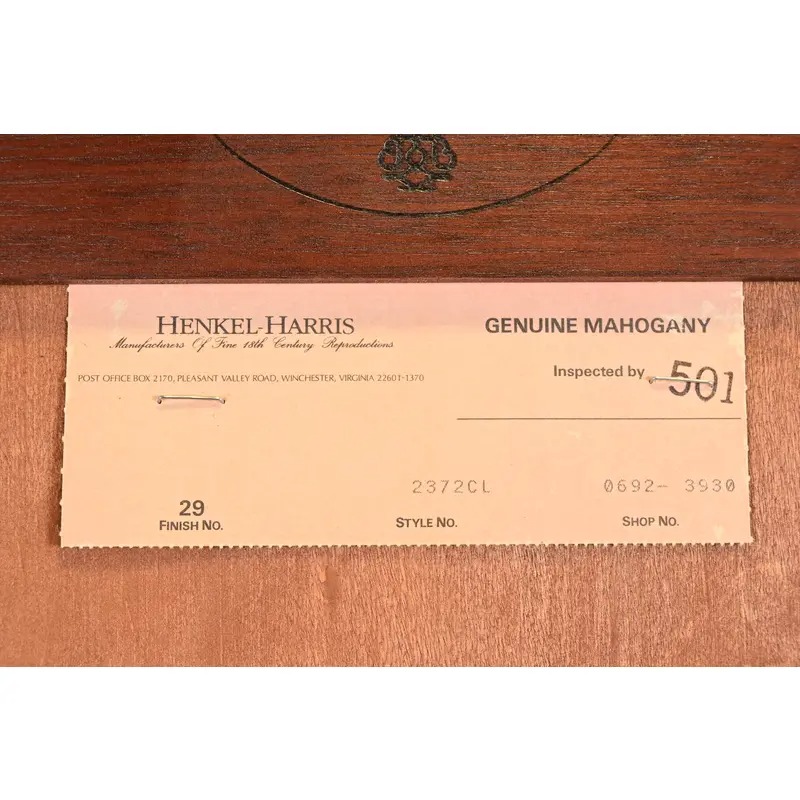 HENKEL-HARRIS
Manufacturers Of Fine 18th Century Reproductions
POST OFFICE BOX 2170, PLEASANT VALLEY ROAD, WINCHESTER, VIRGINIA 22601-1370
GENUINE MAHOGANY
Inspected by 501
29
FINISH NO.
2372CL
STYLE NO.
0692- 3930
SHOP NO.